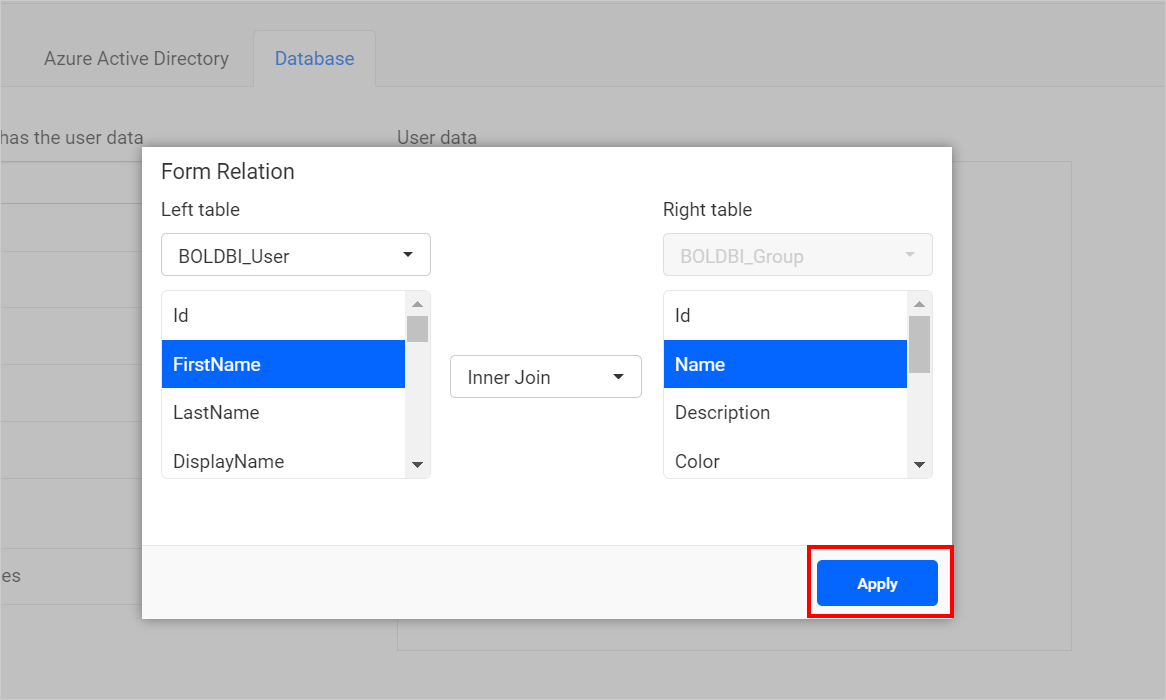 Azure Active Directory
Database
has the user data
User data
Form Relation
Left table
Right table
BOLDBI_User
BOLDBI_Group
Id
FirstName
LastName
DisplayName
Inner Join
Id
Name
Description
Color
es
Apply